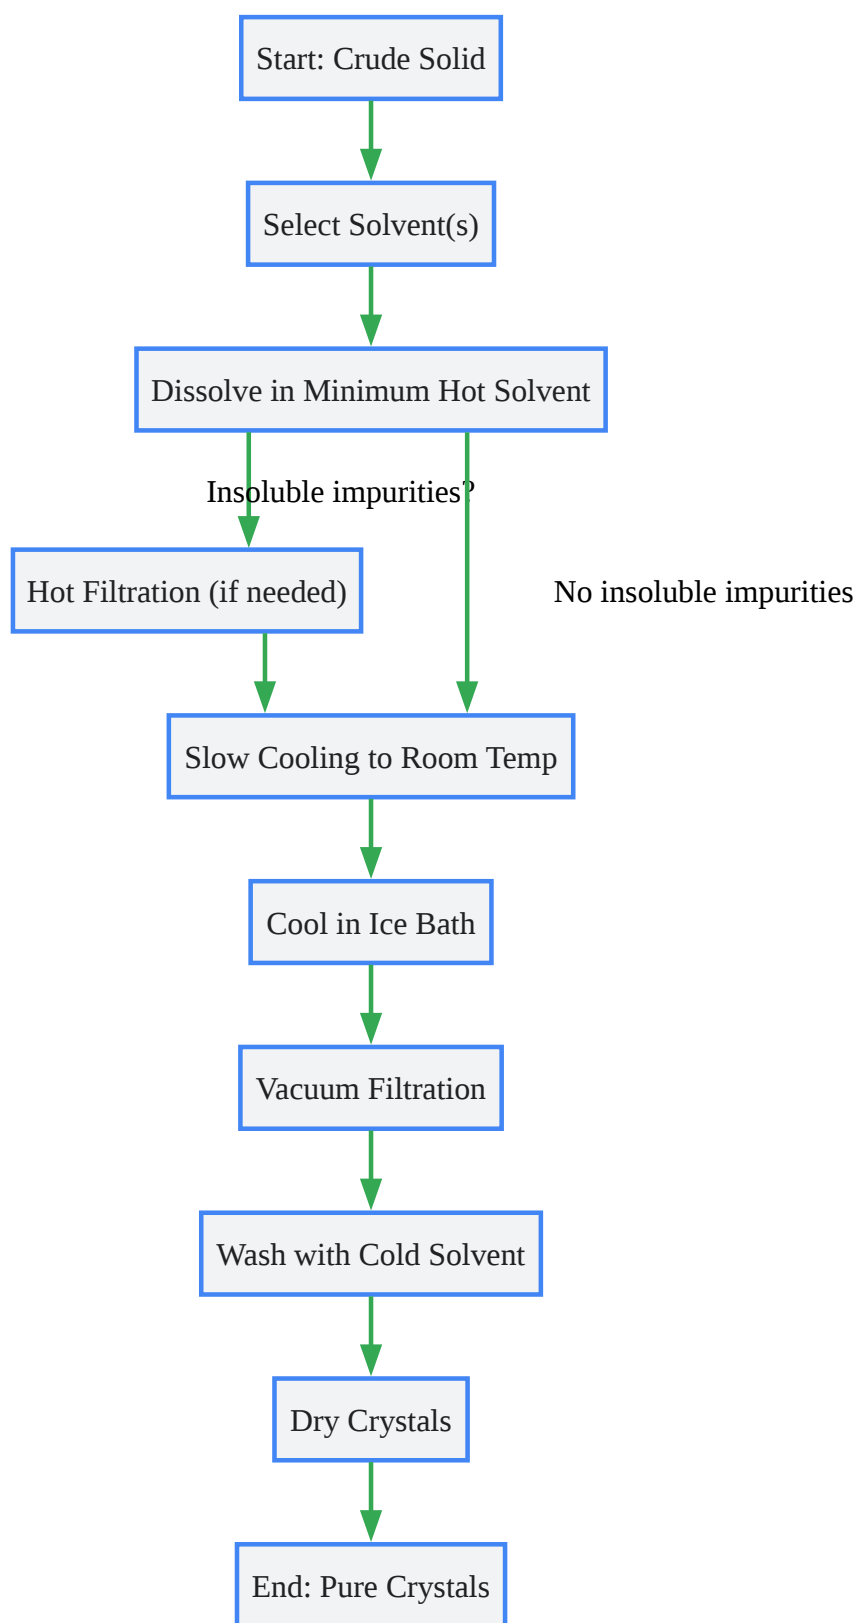 Start: Crude Solid
Select Solvent(s)
Dissolve in Minimum Hot Solvent
Insoluble impurities?
Hot Filtration (if needed)
No insoluble impurities
Slow Cooling to Room Temp
Cool in Ice Bath
Vacuum Filtration
Wash with Cold Solvent
Dry Crystals
End: Pure Crystals